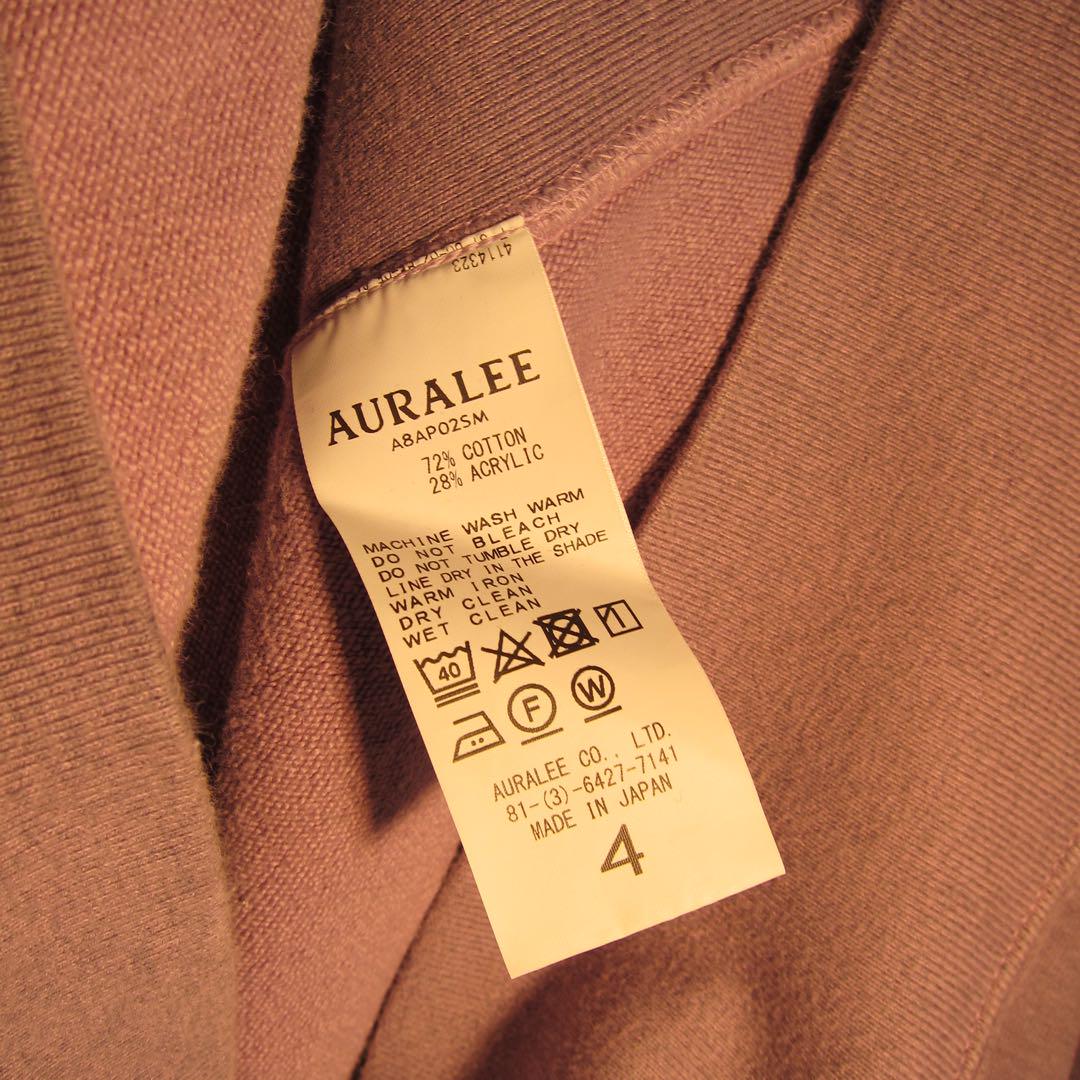 4114323
AURALEE
A8AP02SM
72% COTTON
28% ACRYLIC
MACHINE WASH WARM
DO NOT BLEACH
DO NOT TUMBLE DRY
LINE DRY IN THE SHADE
WARM IRON
DRY CLEAN
WET CLEAN
40
F
W
AURALEE CO., LTD.
81-(3)-6427-7141
MADE IN JAPAN
4